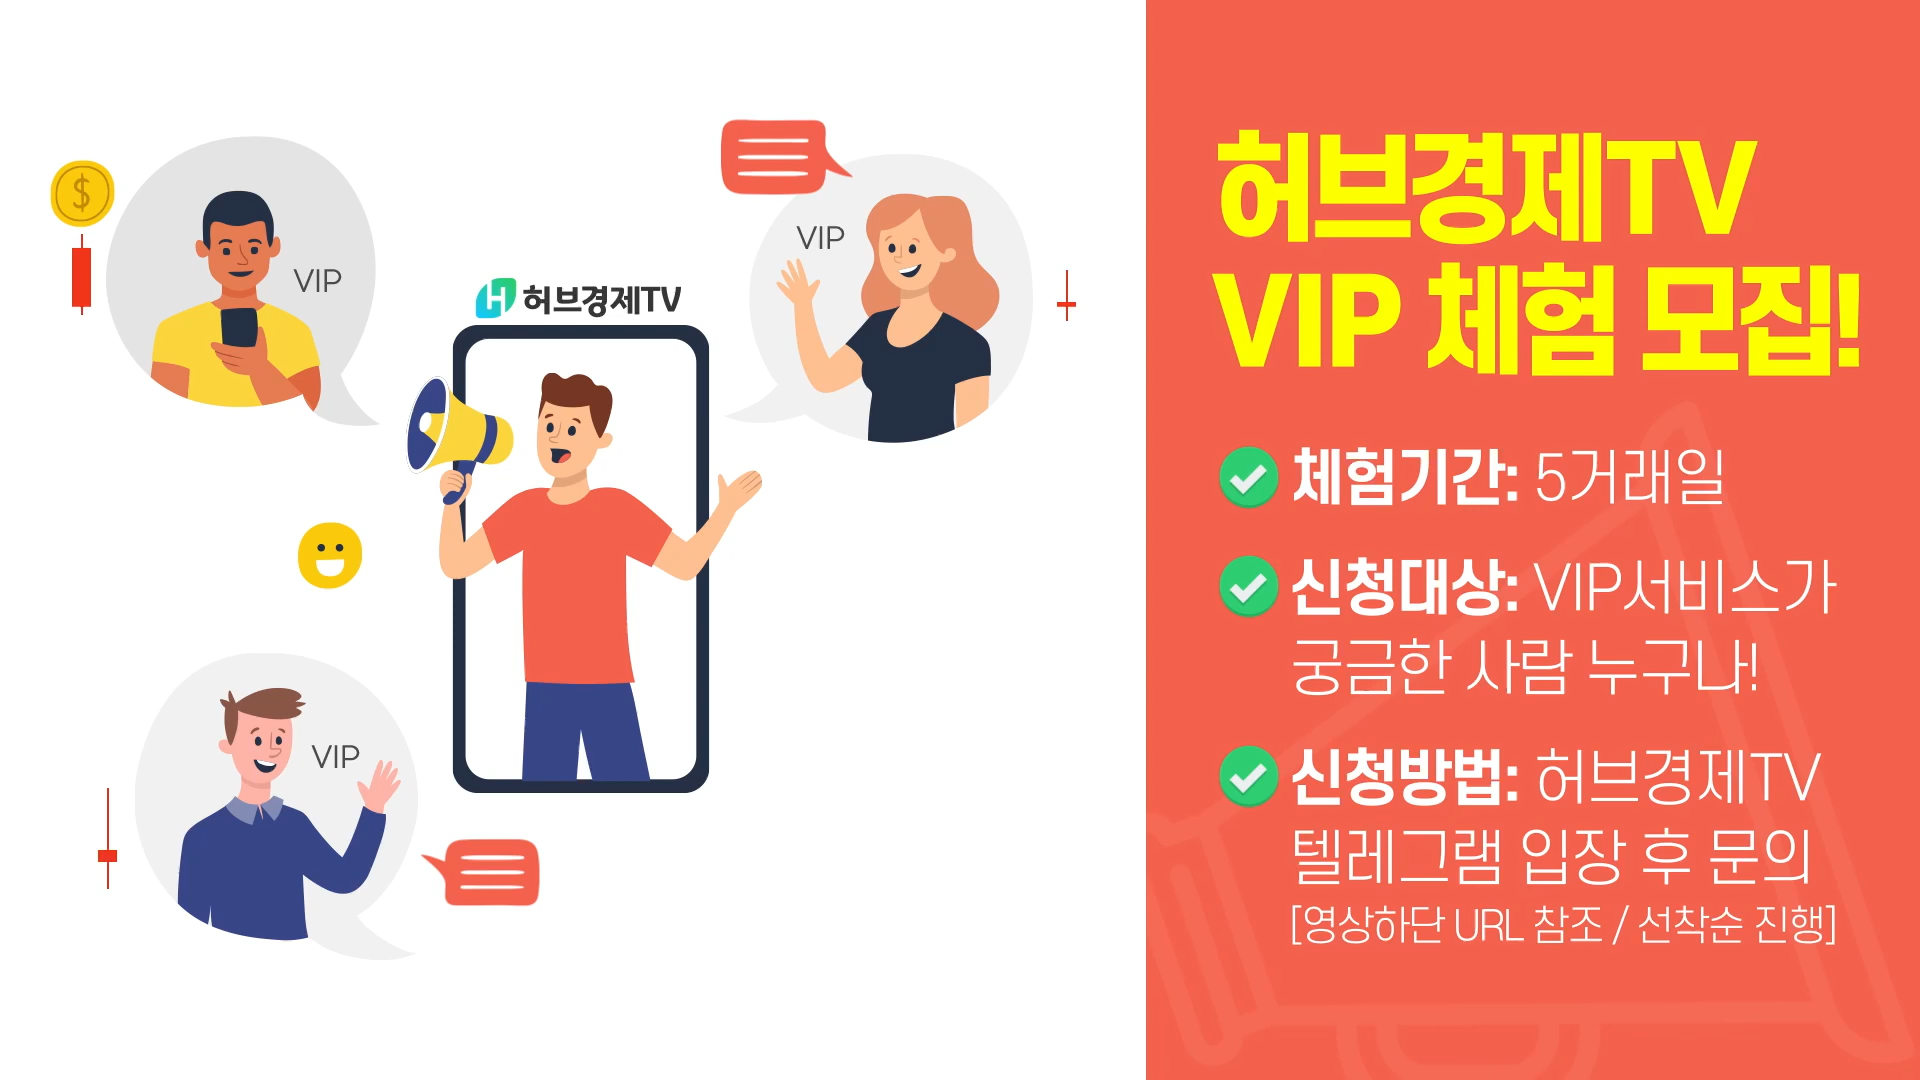 VIP
VIP
허브경제TV
VIP
허브경제TV
VIP 체험 모집!
체험기간: 5거래일
신청대상: VIP서비스가
궁금한 사람 누구나!
신청방법: 허브경제TV
텔레그램 입장 후 문의
[영상하단 URL 참조 / 선착순 진행]